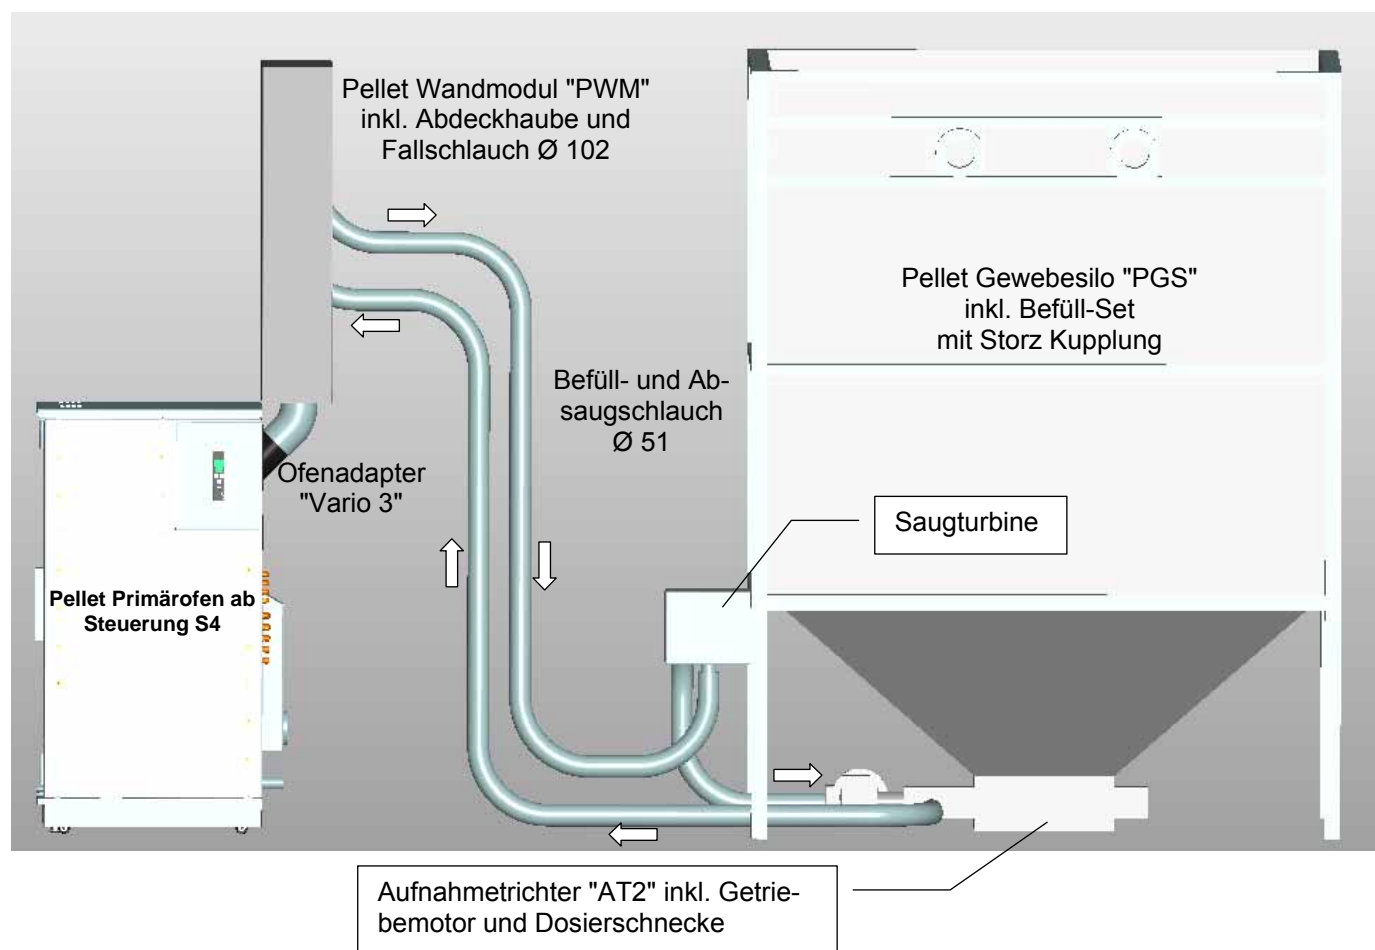 Pellet Wandmodul "PWM"
inkl. Abdeckhaube und
Fallschlauch Ø 102
Pellet Gewebesilo "PGS"
inkl. Befüll-Set
mit Storz Kupplung
Befüll- und Ab-
saugschlauch
Ø 51
Ofenadapter
"Vario 3"
Saugturbine
Pellet Primärofen ab
Steuerung S4
Aufnahmetrichter "AT2" inkl. Getrie-
bemotor und Dosierschnecke